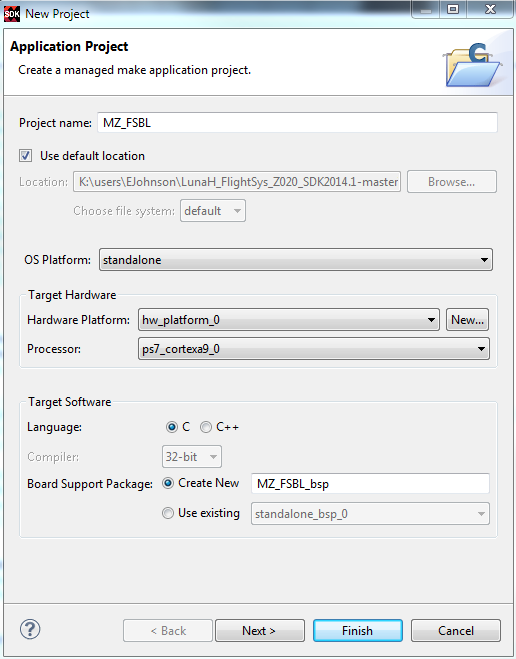 SDK New Project
Application Project
Create a managed make application project.
C
Project name: MZ_FSBL
Use default location
Location: K:\users\EJohnson\LunaH_FlightSys_Z020_SDK2014.1-master Browse...
Choose file system: default
OS Platform: standalone
Target Hardware
Hardware Platform: hw_platform_0 New...
Processor: ps7_cortexa9_0
Target Software
Language: C C++
Compiler: 32-bit
Board Support Package: Create New MZ_FSBL_bsp
Use existing standalone_bsp_0
? < Back Next > Finish Cancel